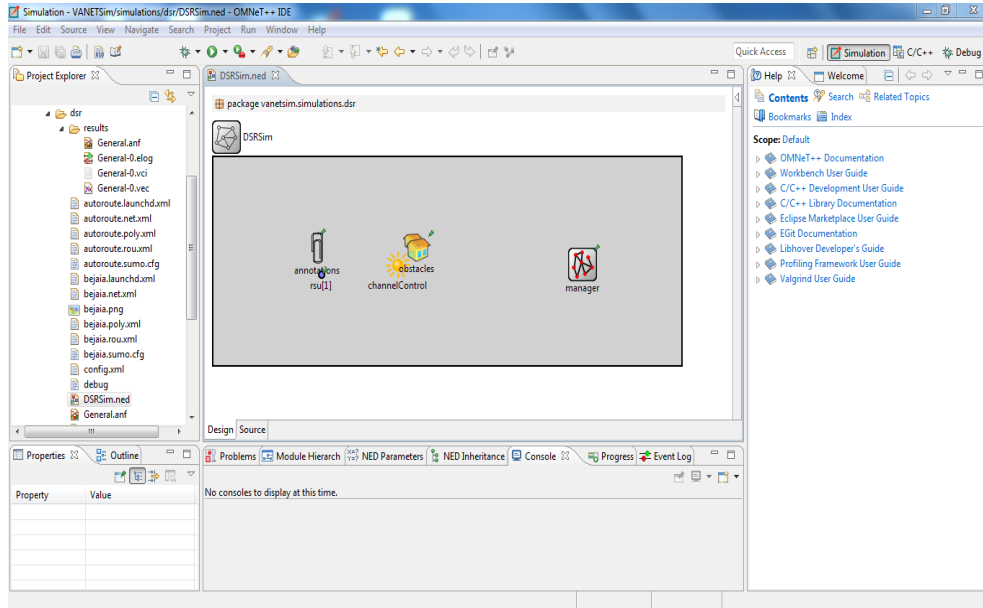 Simulation - VANETSim/simulations/dsr/DSRSim.ned - OMNeT++ IDE
File Edit Source View Navigate Search Project Run Window Help
Quick Access Simulation C/C++ Debug
Project Explorer
dsr
results
General.anf
General-0.elog
General-0.vci
General-0.vec
autoroute.launchd.xml
autoroute.net.xml
autoroute.poly.xml
autoroute.rou.xml
autoroute.sumo.cfg
bejaia.launchd.xml
bejaia.net.xml
bejaia.png
bejaia.poly.xml
bejaia.rou.xml
bejaia.sumo.cfg
config.xml
debug
DSRSim.ned
General.anf
DSRSim.ned
package vanetsim.simulations.dsr
DSRSim
annotations
rsu[1]
obstacles
channelControl
manager
Design Source
Help Welcome
Contents Search Related Topics
Bookmarks Index
Scope: Default
OMNeT++ Documentation
Workbench User Guide
C/C++ Development User Guide
C/C++ Library Documentation
Eclipse Marketplace User Guide
EGit Documentation
Libhover Developer's Guide
Profiling Framework User Guide
Valgrind User Guide
Properties Outline
Property Value
Problems Module Hierarch NED Parameters NED Inheritance Console Progress Event Log
No consoles to display at this time.